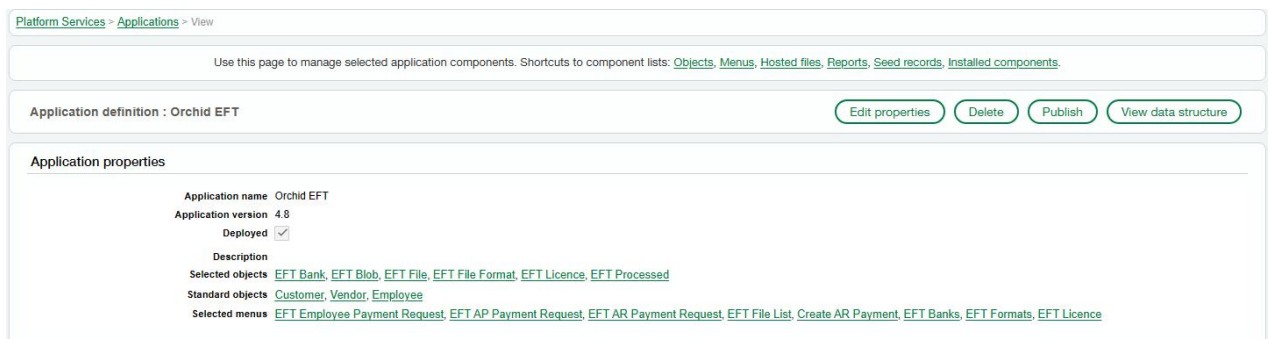 Platform Services > Applications > View
Use this page to manage selected application components. Shortcuts to component lists: Objects, Menus, Hosted files, Reports, Seed records, Installed components.
Application definition : Orchid EFT
Edit properties
Delete
Publish
View data structure
Application properties
Application name Orchid EFT
Application version 4.8
Deployed
Description
Selected objects EFT Bank, EFT Blob, EFT File, EFT File Format, EFT Licence, EFT Processed
Standard objects Customer, Vendor, Employee
Selected menus EFT Employee Payment Request, EFT AP Payment Request, EFT AR Payment Request, EFT File List, Create AR Payment, EFT Banks, EFT Formats, EFT Licence